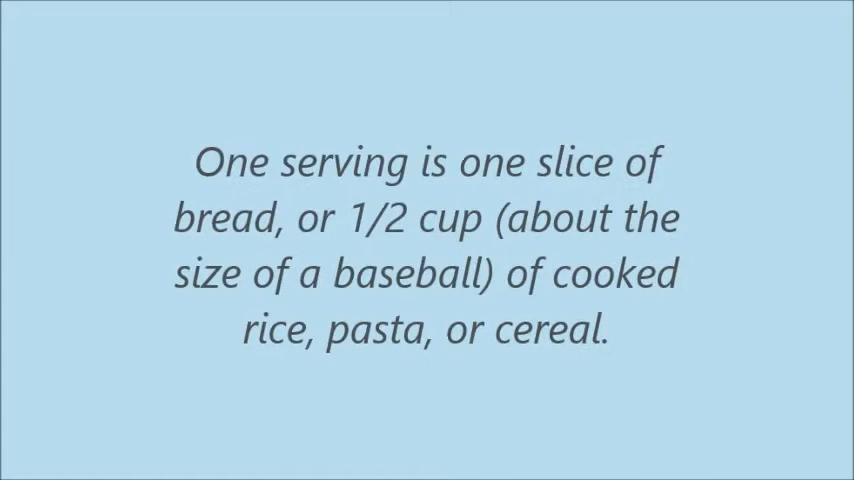 One serving is one slice of
bread, or 1/2 cup (about the
size of a baseball) of cooked
rice, pasta, or cereal.